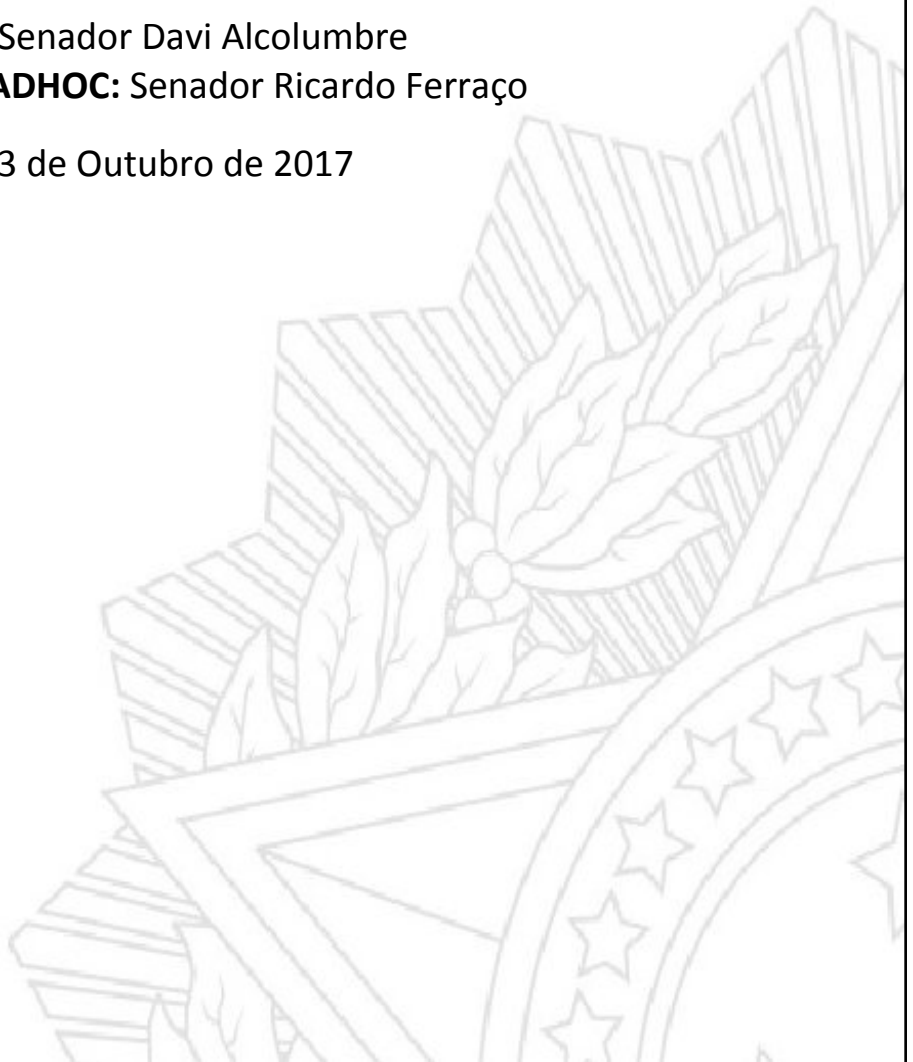 Senador Davi Alcolumbre
ADHOC: Senador Ricardo Ferraço
3 de Outubro de 2017